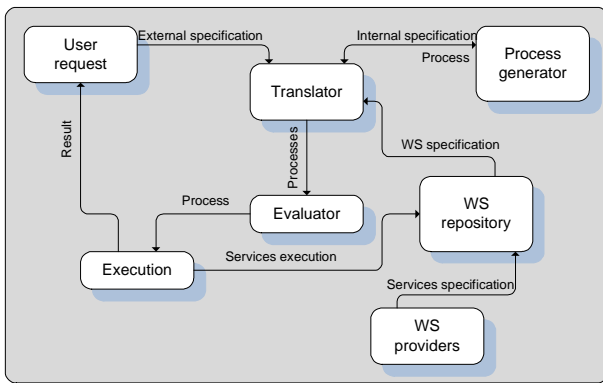 User
request
External specification
Internal specification
Process
Process
generator
Translator
WS specification
Result
Processes
Process
Evaluator
WS
repository
Execution
Services execution
Services specification
WS
providers